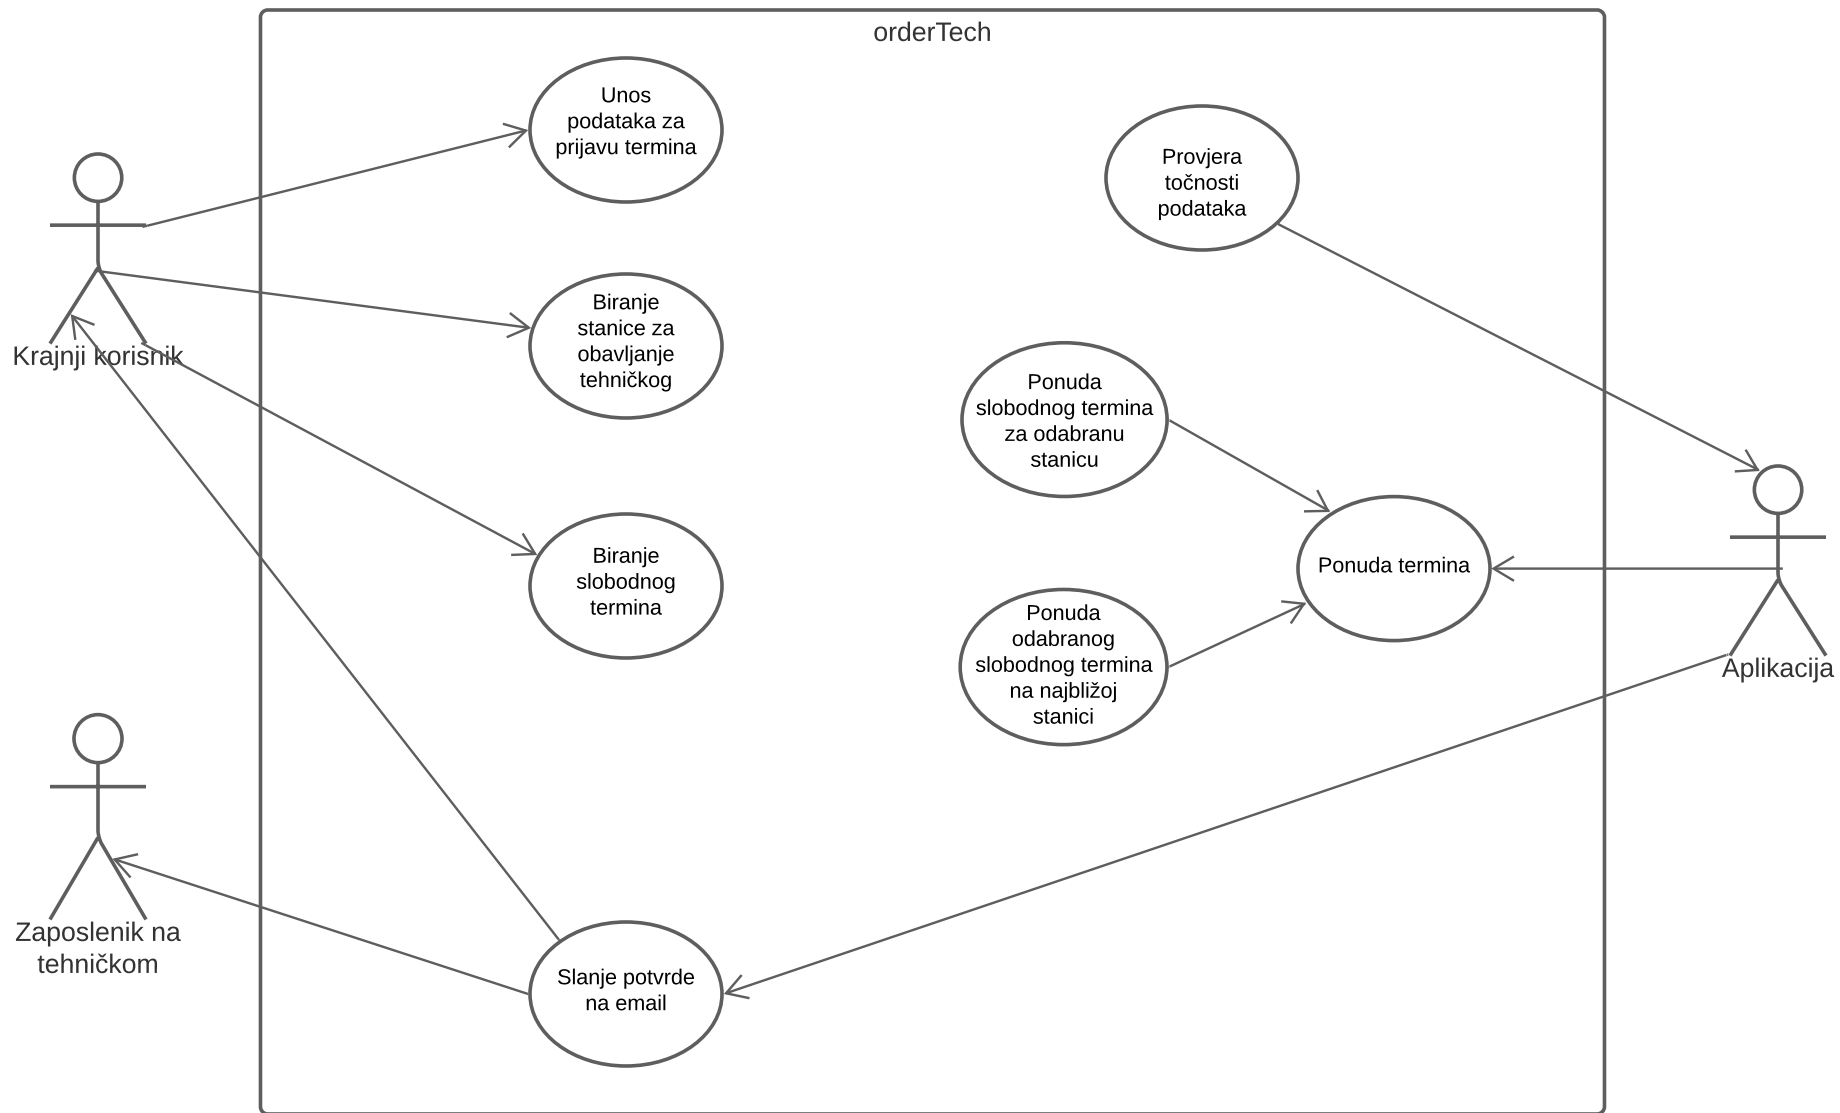 orderTech
Unos
podataka za
prijavu termina
Provjera
točnosti
podataka
Krajnji korisnik
Biranje
stanice za
obavljanje
tehničkog
Ponuda
slobodnog termina
za odabranu
stanicu
Biranje
slobodnog
termina
Ponuda termina
Ponuda
odabranog
slobodnog termina
na najbližoj
stanici
Aplikacija
Zaposlenik na
tehničkom
Slanje potvrde
na email